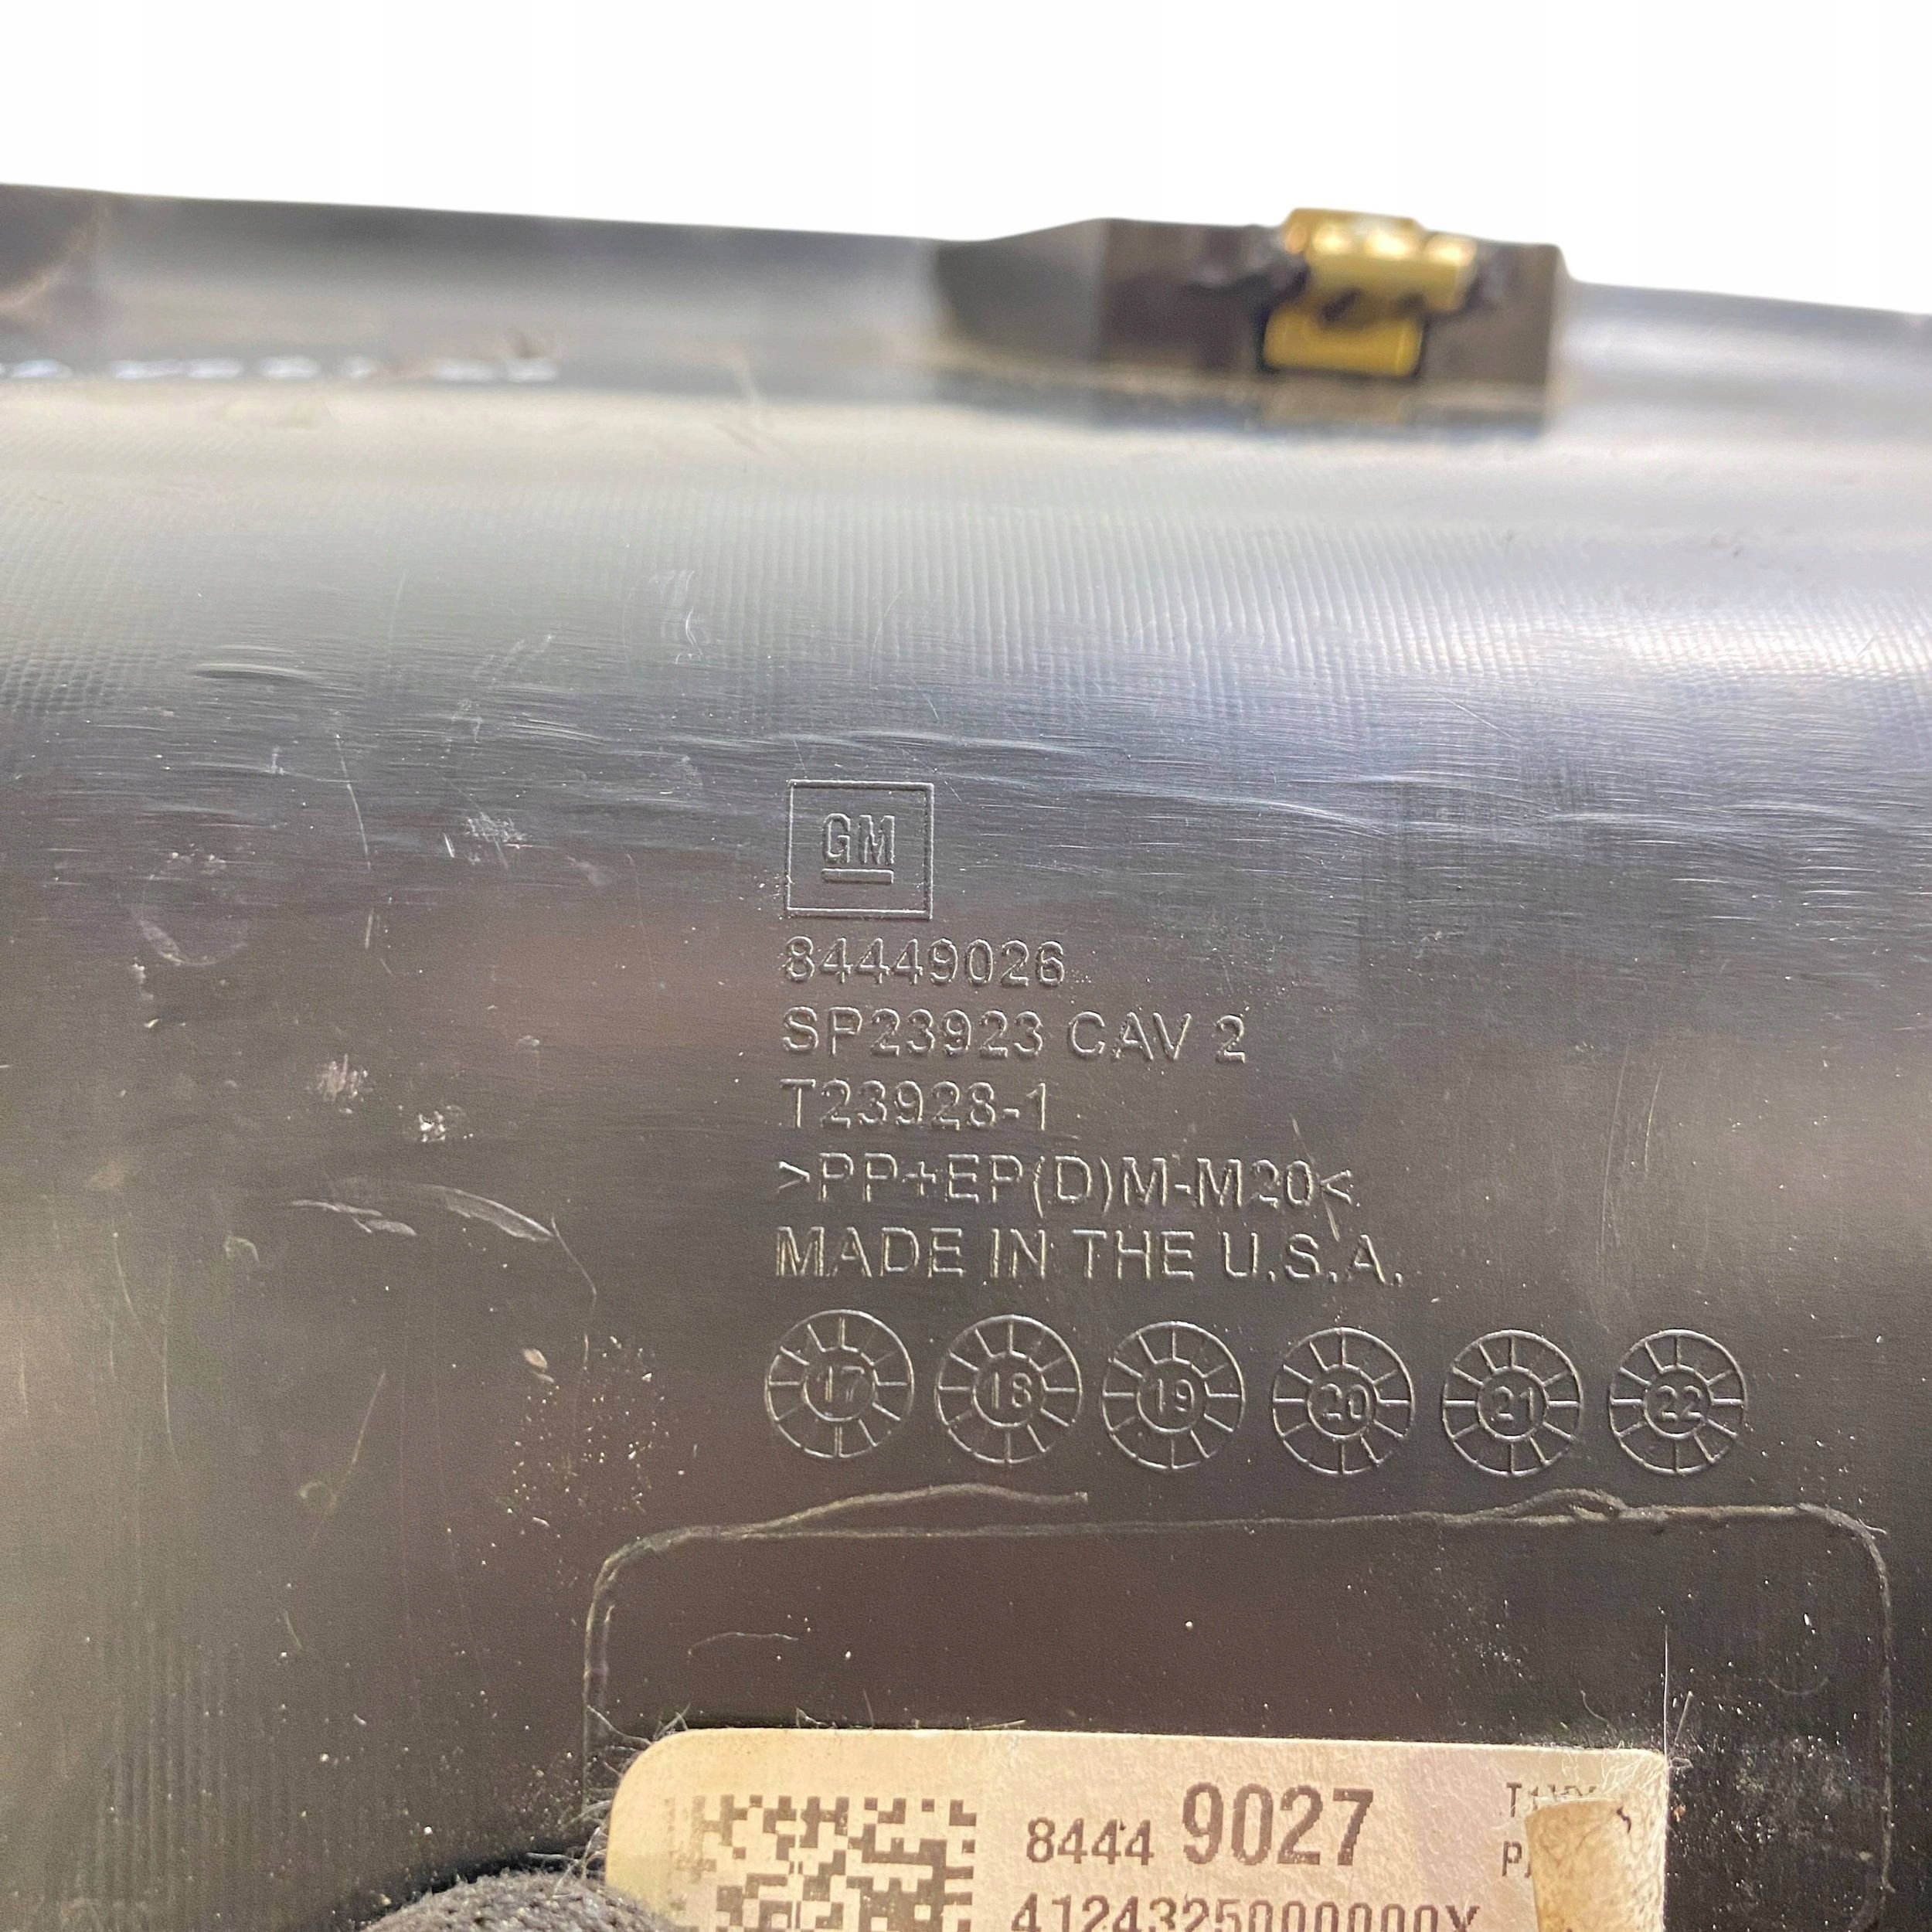 GM
84449026
SP23923 CAV 2
T23928-1
>PP+EP(D)M-M20<
MADE IN THE U.S.A.
17 18 19 20 21 22
8444 9027
4124325000000X